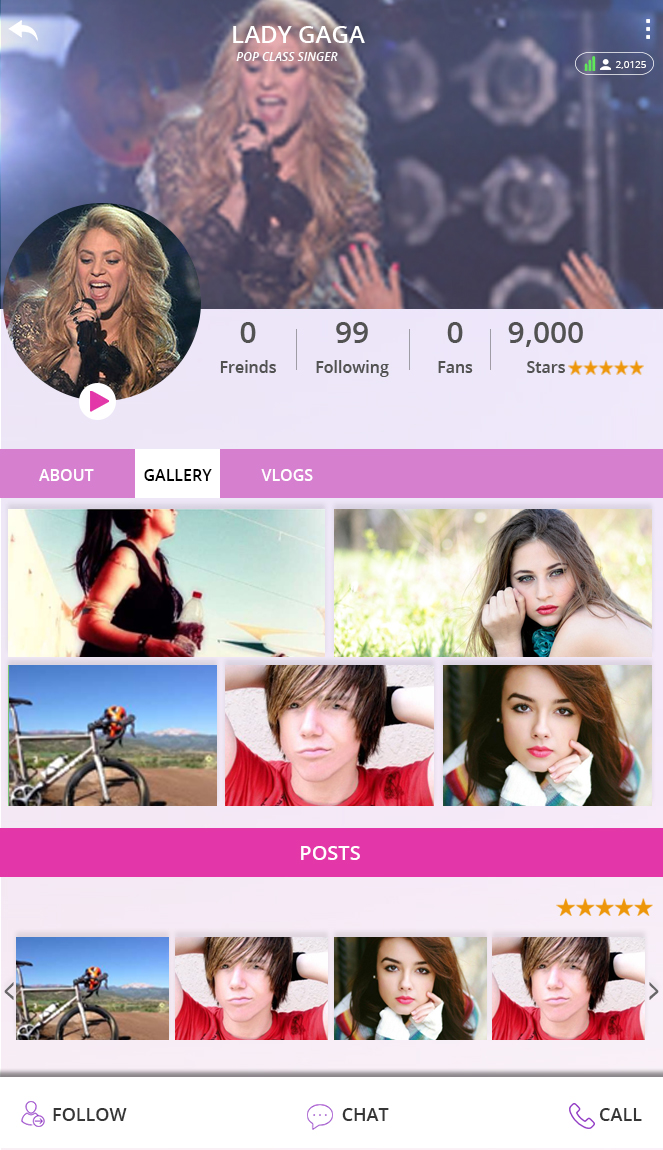 LADY GAGA
POP CLASS SINGER
2,0125
0 99 0 9,000
Freinds Following Fans Stars
ABOUT GALLERY VLOGS
POSTS
FOLLOW CHAT CALL